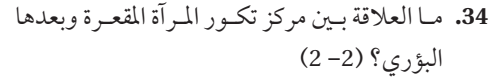 34. ما العلاقة بين مركز تكور المرآة المقعرة وبعدها
البؤري؟ (2-2)